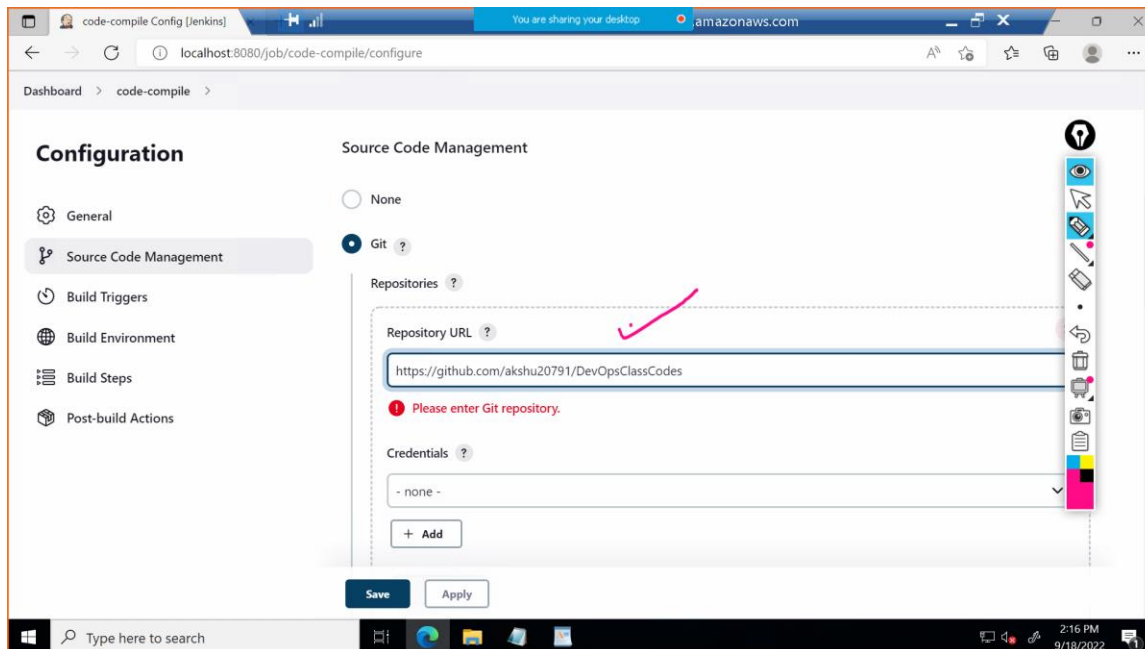 code-compile Config [Jenkins]
You are sharing your desktop
.amazonaws.com
localhost:8080/job/code-compile/configure
Dashboard > code-compile >
Configuration
General
Source Code Management
Build Triggers
Build Environment
Build Steps
Post-build Actions
Source Code Management
None
Git ?
Repositories ?
Repository URL ?
https://github.com/akshu20791/DevOpsClassCodes
Please enter Git repository.
Credentials ?
- none -
+ Add
Save
Apply
Type here to search
2:16 PM
9/18/2022
1